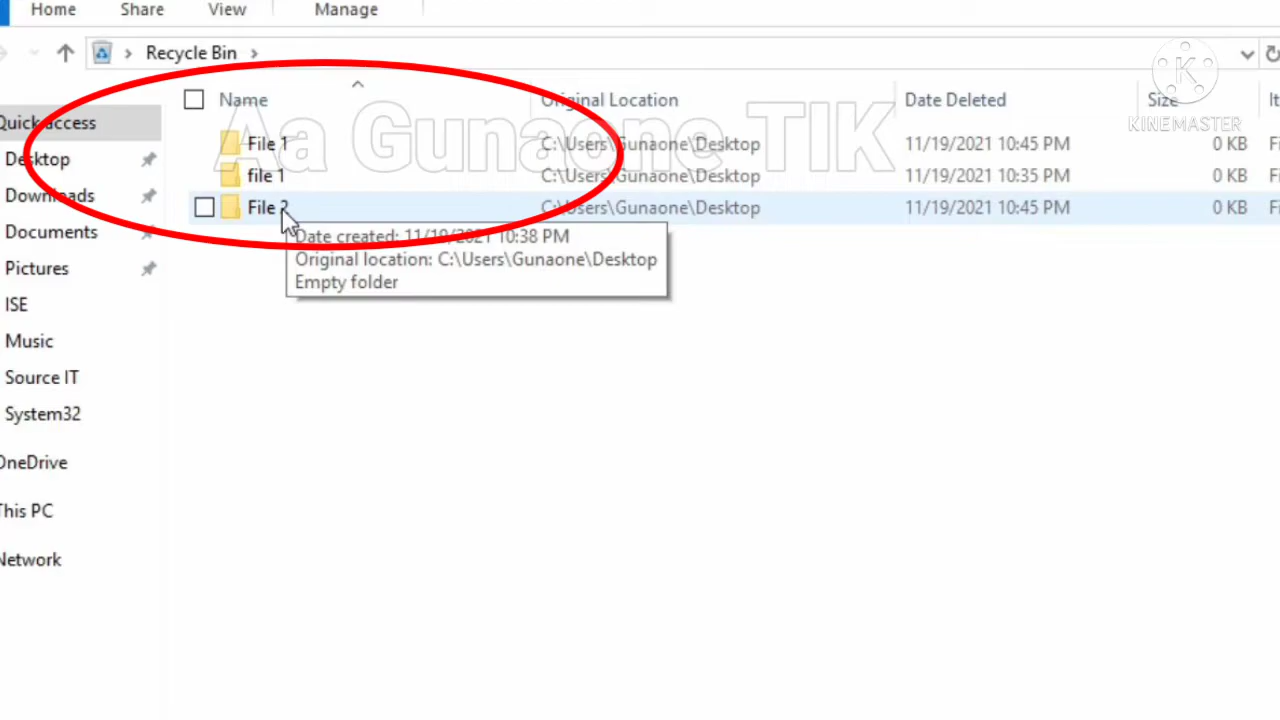 Home Share View Manage
Recycle Bin
KINEMASTER
Name Original Location Date Deleted Size
Aa Gunaone TIK
Quick access
File 1 C:\Users\Gunaone\Desktop 11/19/2021 10:45 PM 0 KB
Desktop
file 1 C:\Users\Gunaone\Desktop 11/19/2021 10:35 PM 0 KB
Downloads
File 2 C:\Users\Gunaone\Desktop 11/19/2021 10:45 PM 0 KB
Documents
Date created: 11/19/2021 10:38 PM
Original location: C:\Users\Gunaone\Desktop
Pictures
Empty folder
ISE
Music
Source IT
System32
OneDrive
This PC
Network